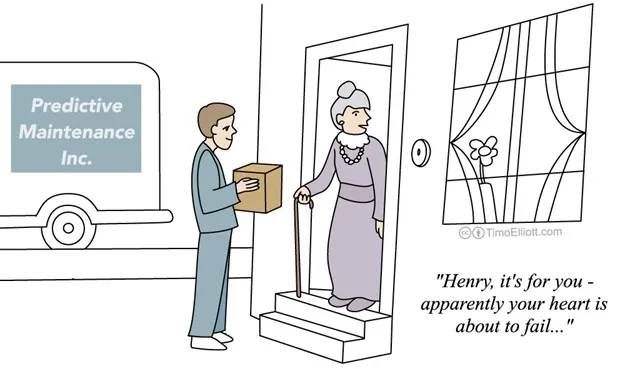 Predictive
Maintenance
Inc.
TimoElliott.com
"Henry, it's for you -
apparently your heart is
about to fail..."